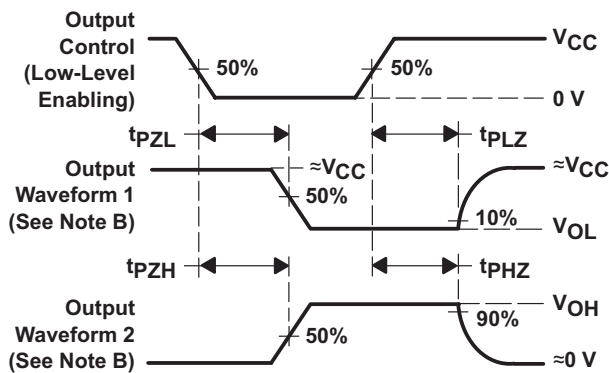 Output
Control
(Low-Level
Enabling)
50%
50%
VCC
0 V
tPZL
tPLZ
Output
Waveform 1
(See Note B)
≈VCC
50%
≈VCC
10%
VOL
tPZH
tPHZ
Output
Waveform 2
(See Note B)
50%
VOH
90%
≈0 V